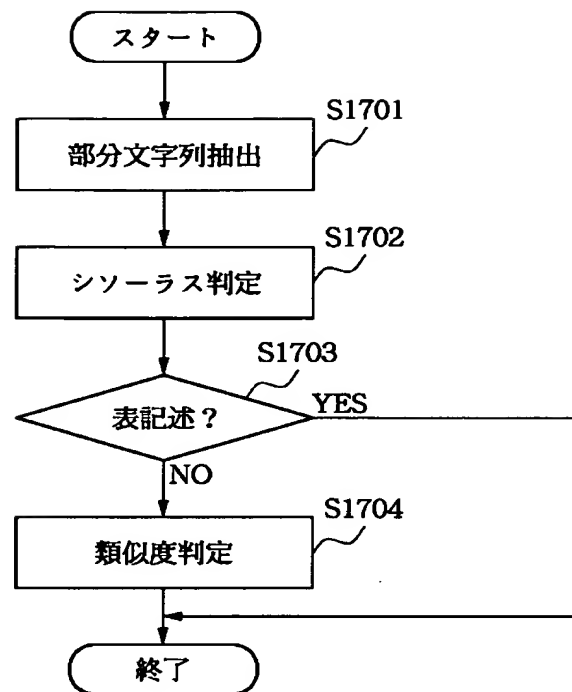 スタート
S1701
部分文字列抽出
S1702
シソーラス判定
S1703
表記述？
YES
NO
S1704
類似度判定
終了